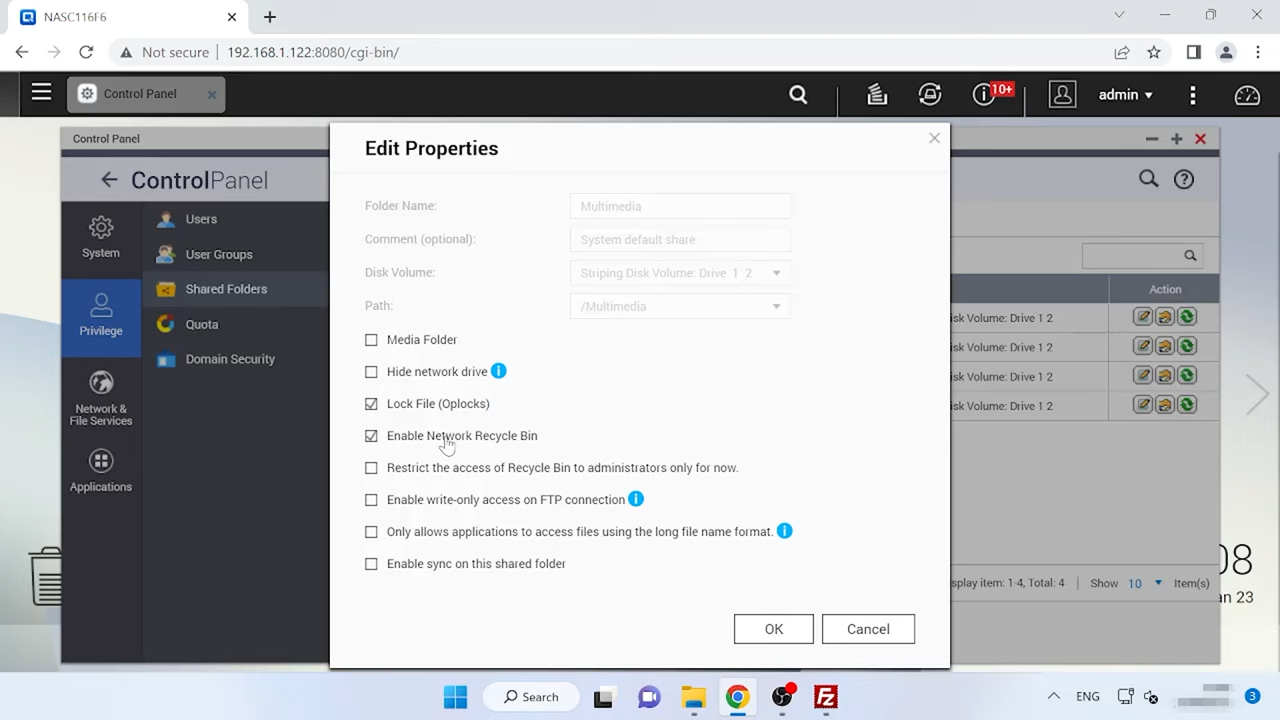 NASC116F6
Not secure 192.168.1.122:8080/cgi-bin/
Control Panel
10+
admin
Control Panel
ControlPanel
System
Privilege
Network &
File Services
Applications
Users
User Groups
Shared Folders
Quota
Domain Security
Edit Properties
Folder Name: Multimedia
Comment (optional): System default share
Disk Volume: Striping Disk Volume: Drive 1 2
Path: /Multimedia
Media Folder
Hide network drive
Lock File (Oplocks)
Enable Network Recycle Bin
Restrict the access of Recycle Bin to administrators only for now.
Enable write-only access on FTP connection
Only allows applications to access files using the long file name format.
Enable sync on this shared folder
OK Cancel
Action
isk Volume: Drive 1 2
isk Volume: Drive 1 2
isk Volume: Drive 1 2
isk Volume: Drive 1 2
splay item: 1-4, Total: 4 | Show 10 Item(s)
08
an 23
Search
ENG
3